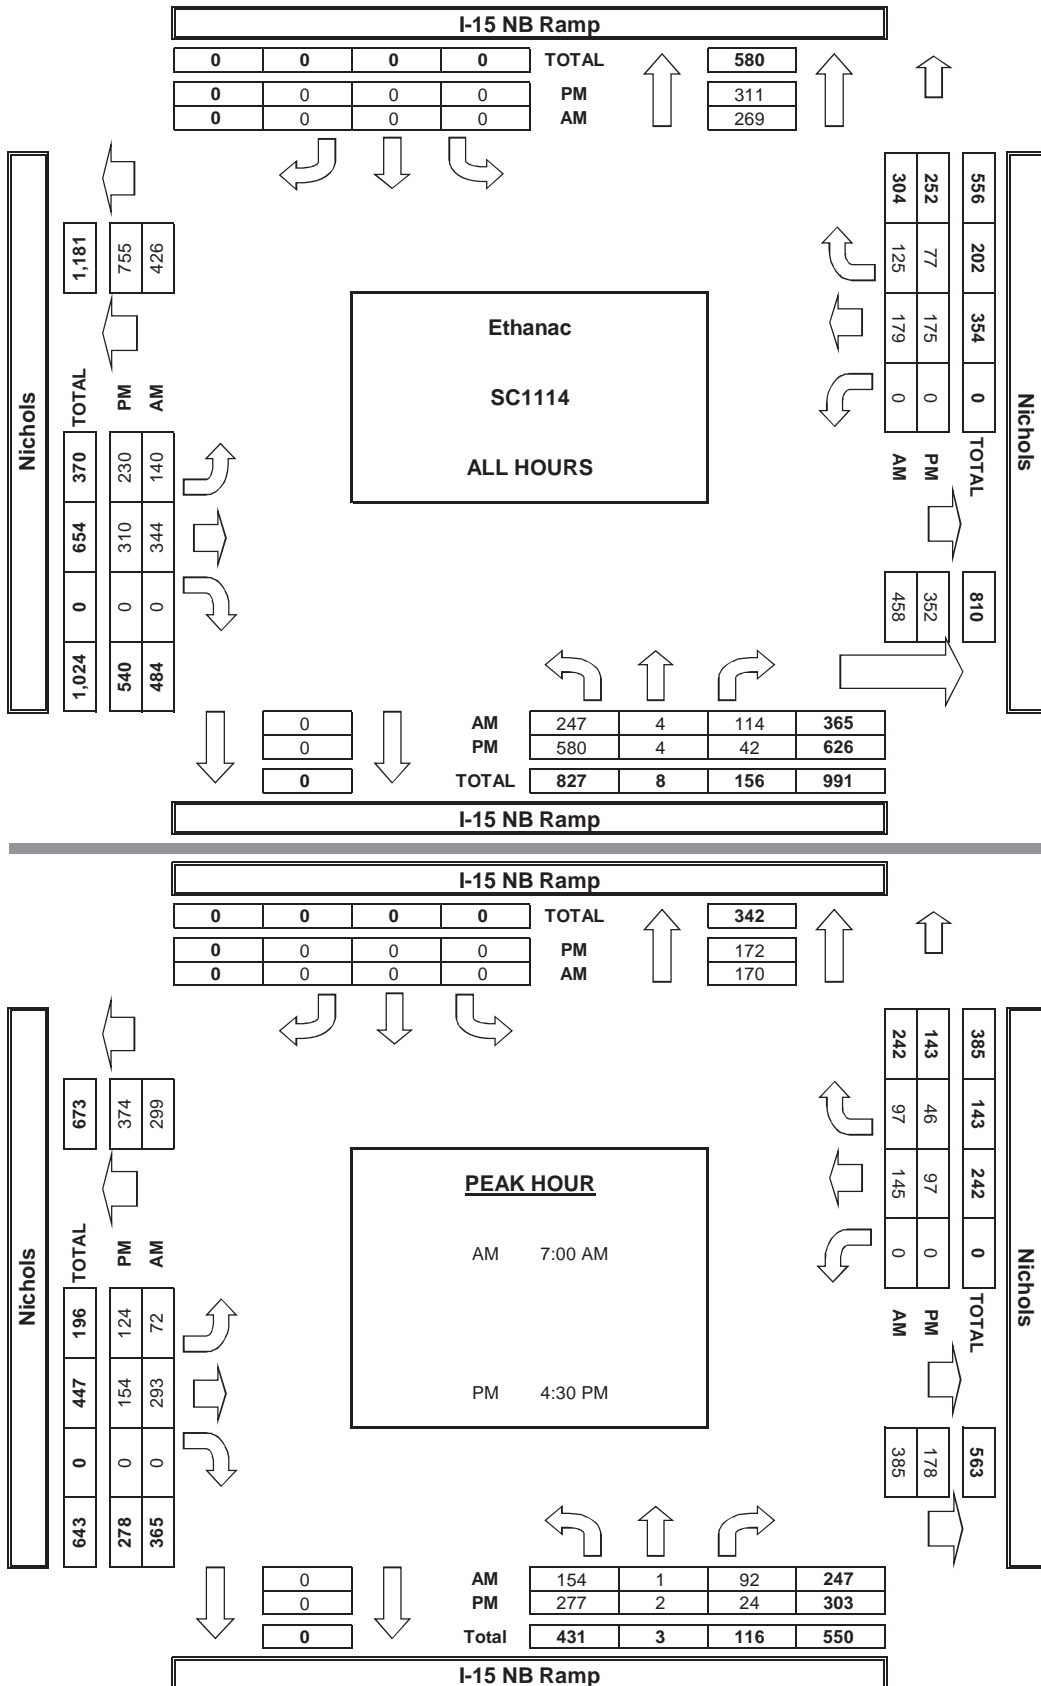 I-15 NB Ramp
0 0 0 0 TOTAL 580
0 0 0 0 PM 311
0 0 0 0 AM 269
Nichols
1,181
755
426
TOTAL 370 654 0 1,024
PM 230 310 0 540
AM 140 344 0 484
Ethanac
SC1114
ALL HOURS
556 202 354 0 TOTAL 810
252 77 175 0 PM 352
304 125 179 0 AM 458
Nichols
0 AM 247 4 114 365
0 PM 580 4 42 626
0 TOTAL 827 8 156 991
I-15 NB Ramp
I-15 NB Ramp
0 0 0 0 TOTAL 342
0 0 0 0 PM 172
0 0 0 0 AM 170
Nichols
673
374
299
TOTAL 196 447 0 643
PM 124 154 0 278
AM 72 293 0 365
PEAK HOUR
AM 7:00 AM
PM 4:30 PM
385 143 242 0 TOTAL 563
143 46 97 0 PM 178
242 97 145 0 AM 385
Nichols
0 AM 154 1 92 247
0 PM 277 2 24 303
0 Total 431 3 116 550
I-15 NB Ramp